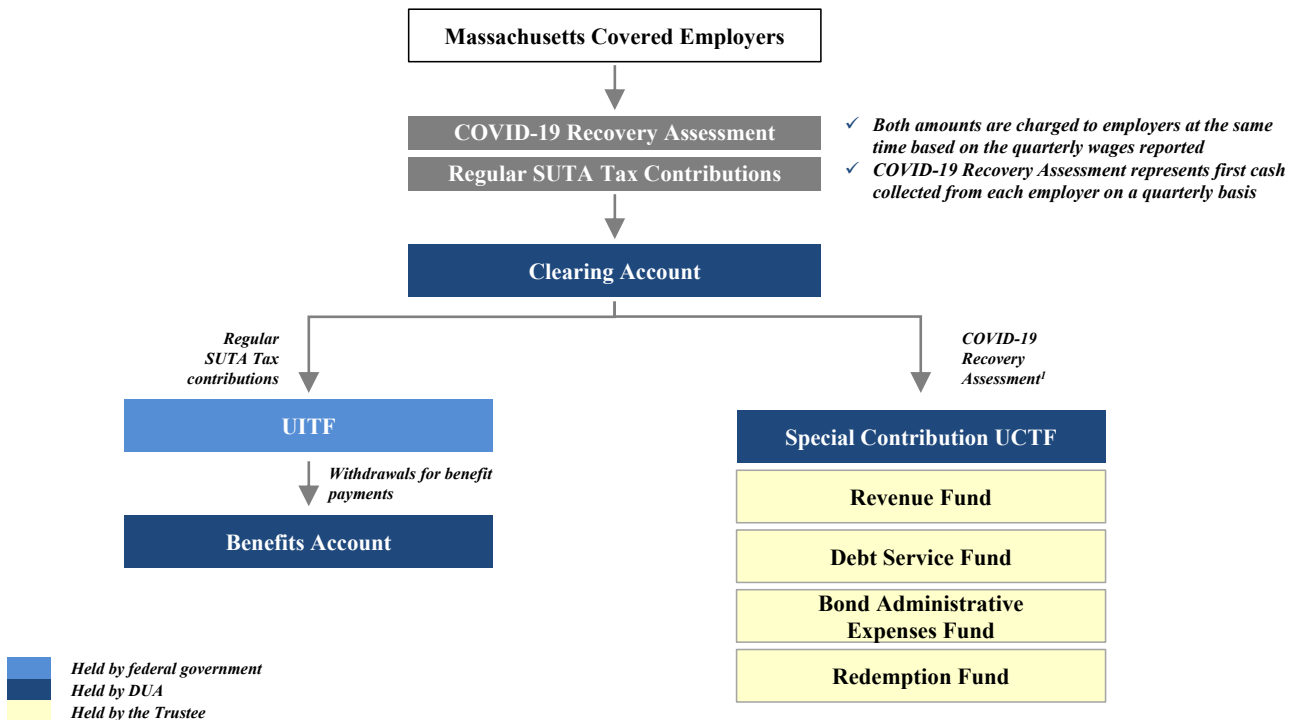 Massachusetts Covered Employers
COVID-19 Recovery Assessment
Regular SUTA Tax Contributions
✓ Both amounts are charged to employers at the same
time based on the quarterly wages reported
✓ COVID-19 Recovery Assessment represents first cash
collected from each employer on a quarterly basis
Clearing Account
Regular
SUTA Tax
contributions
COVID-19
Recovery
Assessment¹
UITF
Withdrawals for benefit
payments
Benefits Account
Special Contribution UCTF
Revenue Fund
Debt Service Fund
Bond Administrative
Expenses Fund
Redemption Fund
Held by federal government
Held by DUA
Held by the Trustee